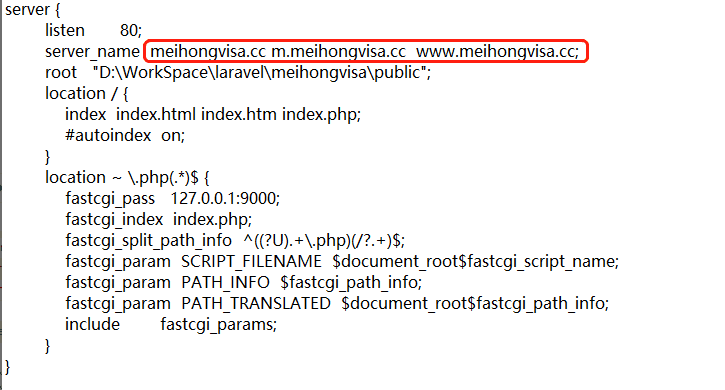 server {
listen 80;
server_name meihongvisa.cc m.meihongvisa.cc www.meihongvisa.cc;
root "D:\WorkSpace\laravel\meihongvisa\public";
location / {
index index.html index.htm index.php;
#autoindex on;
}
location ~ \.php(.*)$ {
fastcgi_pass 127.0.0.1:9000;
fastcgi_index index.php;
fastcgi_split_path_info ^((?U).+\.php)(/?.+)$;
fastcgi_param SCRIPT_FILENAME $document_root$fastcgi_script_name;
fastcgi_param PATH_INFO $fastcgi_path_info;
fastcgi_param PATH_TRANSLATED $document_root$fastcgi_path_info;
include fastcgi_params;
}
}